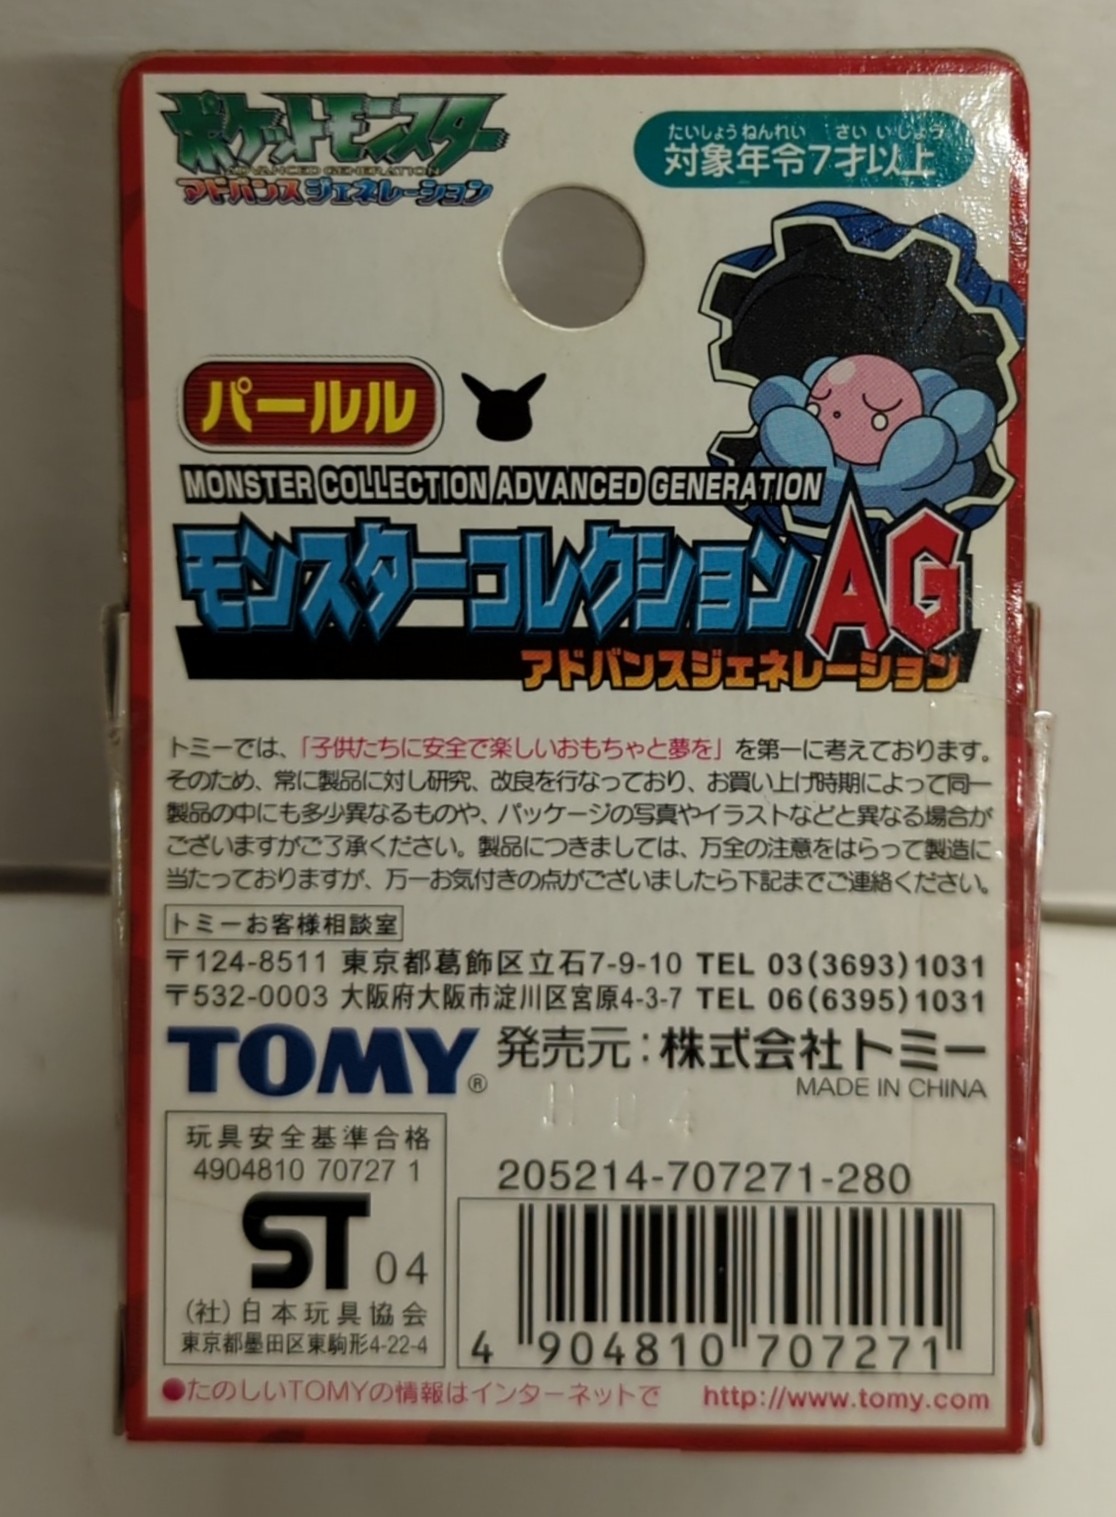 ポケットモンスター
ADVANCED GENERATION
アドバンスジェネレーション
たいしょうねんれい さい いじょう
対象年令7才以上
パールル
MONSTER COLLECTION ADVANCED GENERATION
モンスターコレクションAG
アドバンスジェネレーション
トミーでは、「子供たちに安全で楽しいおもちゃと夢を」を第一に考えております。
そのため、常に製品に対し研究、改良を行なっており、お買い上げ時期によって同一
製品の中にも多少異なるものや、パッケージの写真やイラストなどと異なる場合が
ございますがご了承ください。製品につきましては、万全の注意をはらって製造に
当たっておりますが、万一お気付きの点がございましたら下記までご連絡ください。
トミーお客様相談室
〒124-8511 東京都葛飾区立石7-9-10 TEL 03(3693)1031
〒532-0003 大阪府大阪市淀川区宮原4-3-7 TEL 06(6395)1031
TOMY® 発売元：株式会社トミー
MADE IN CHINA
玩具安全基準合格
4904810 70727 1
ST 04
(社)日本玩具協会
東京都墨田区東駒形4-22-4
205214-707271-280
4 904810 707271
●たのしいTOMYの情報はインターネットで http://www.tomy.com